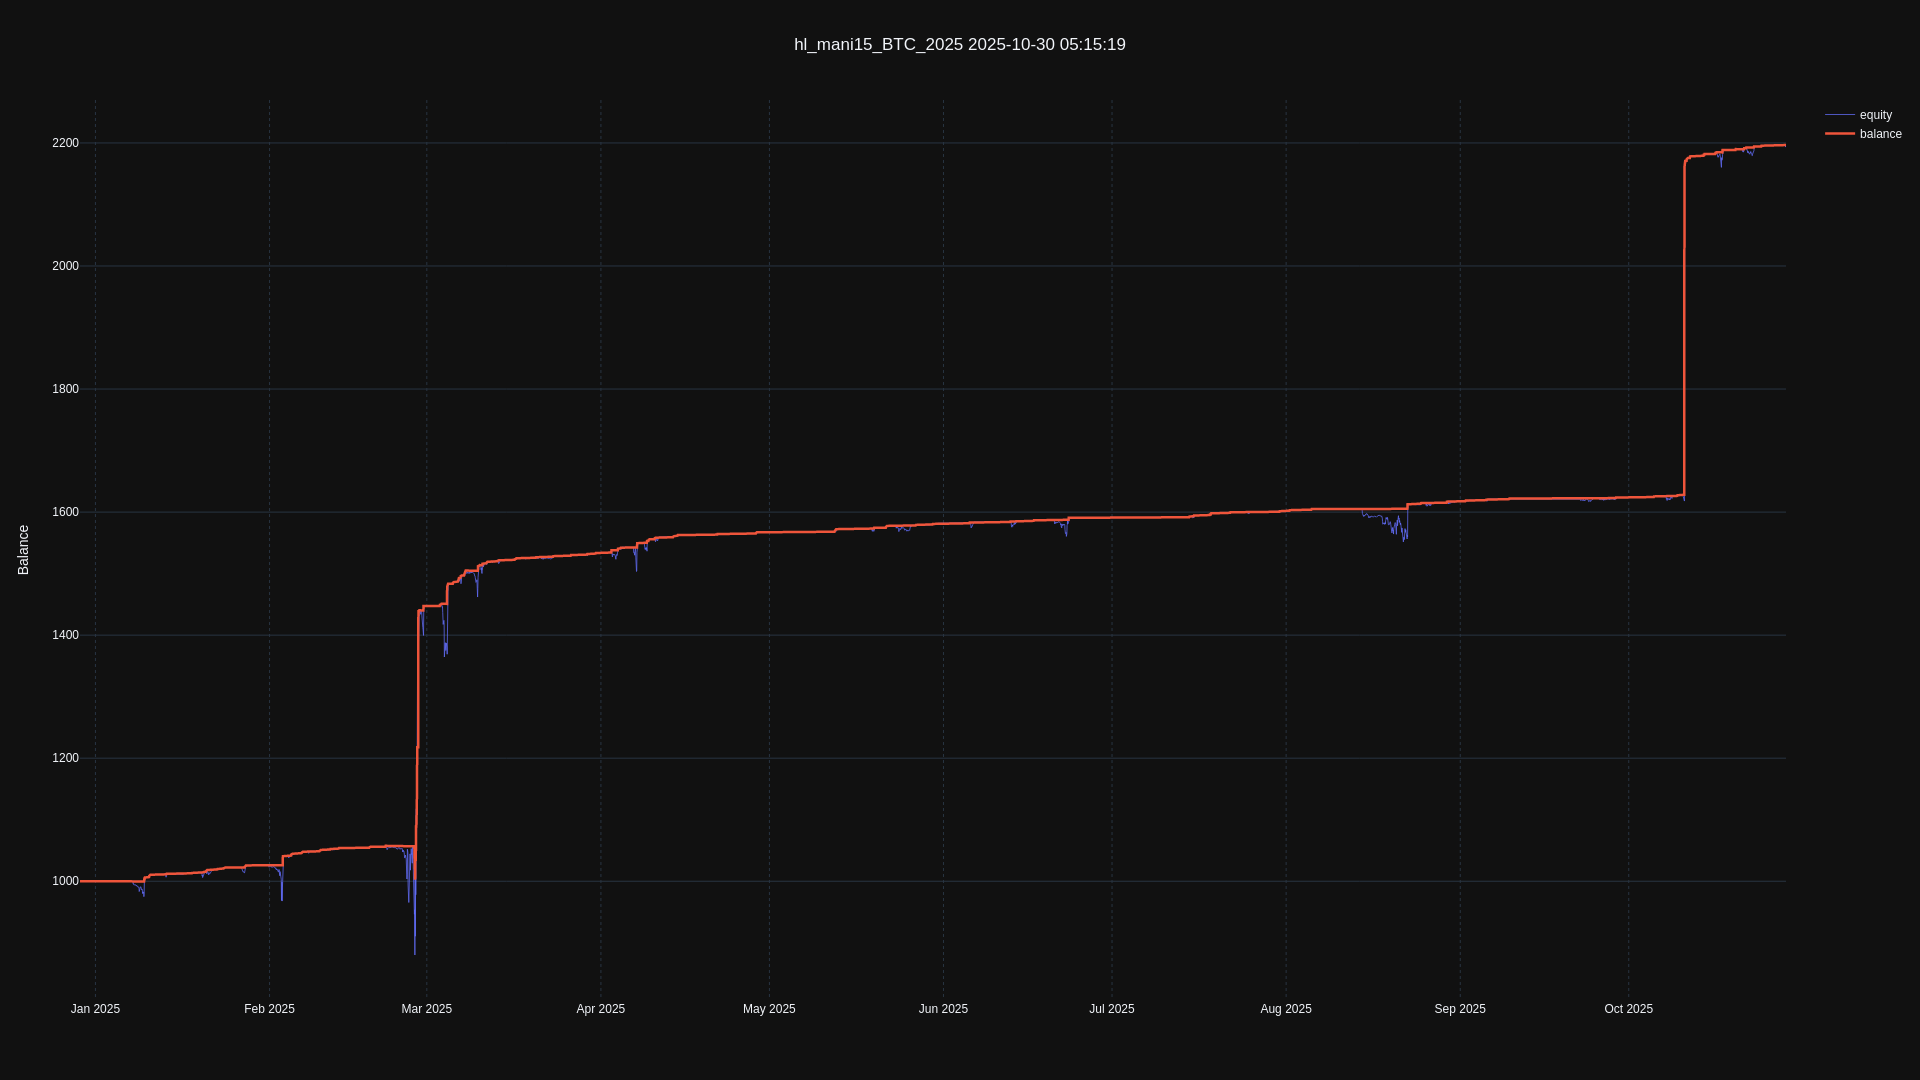 hl_mani15_BTC_2025 2025-10-30 05:15:19
equity
balance
Balance
2200
2000
1800
1600
1400
1200
1000
Jan 2025
Feb 2025
Mar 2025
Apr 2025
May 2025
Jun 2025
Jul 2025
Aug 2025
Sep 2025
Oct 2025